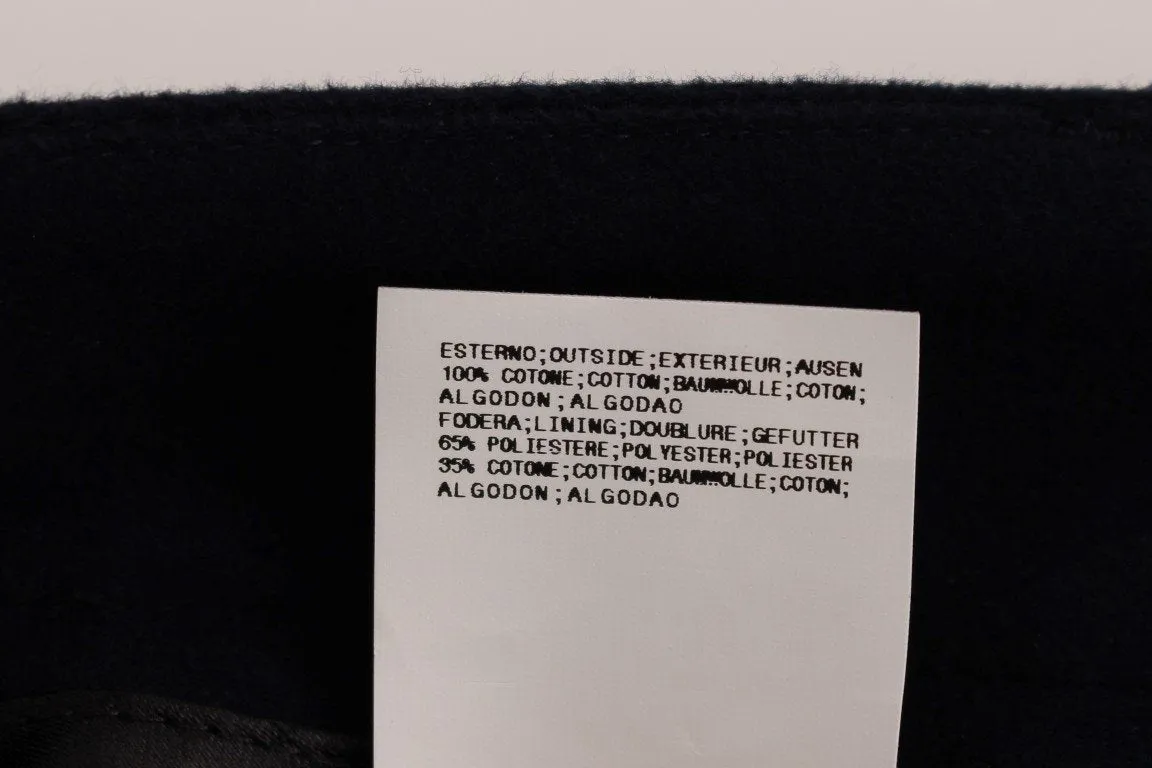 ESTERNO;OUTSIDE;EXTERIEUR;AUSEN
100% COTONE;COTTON;BAUMWOLLE;COTON;
ALGODON;ALGODAO
FODERA;LINING;DOUBLURE;GEFUTTER
65% POLIESTERE;POLYESTER;POLIESTER
35% COTONE;COTTON;BAUMWOLLE;COTON;
ALGODON;ALGODAO